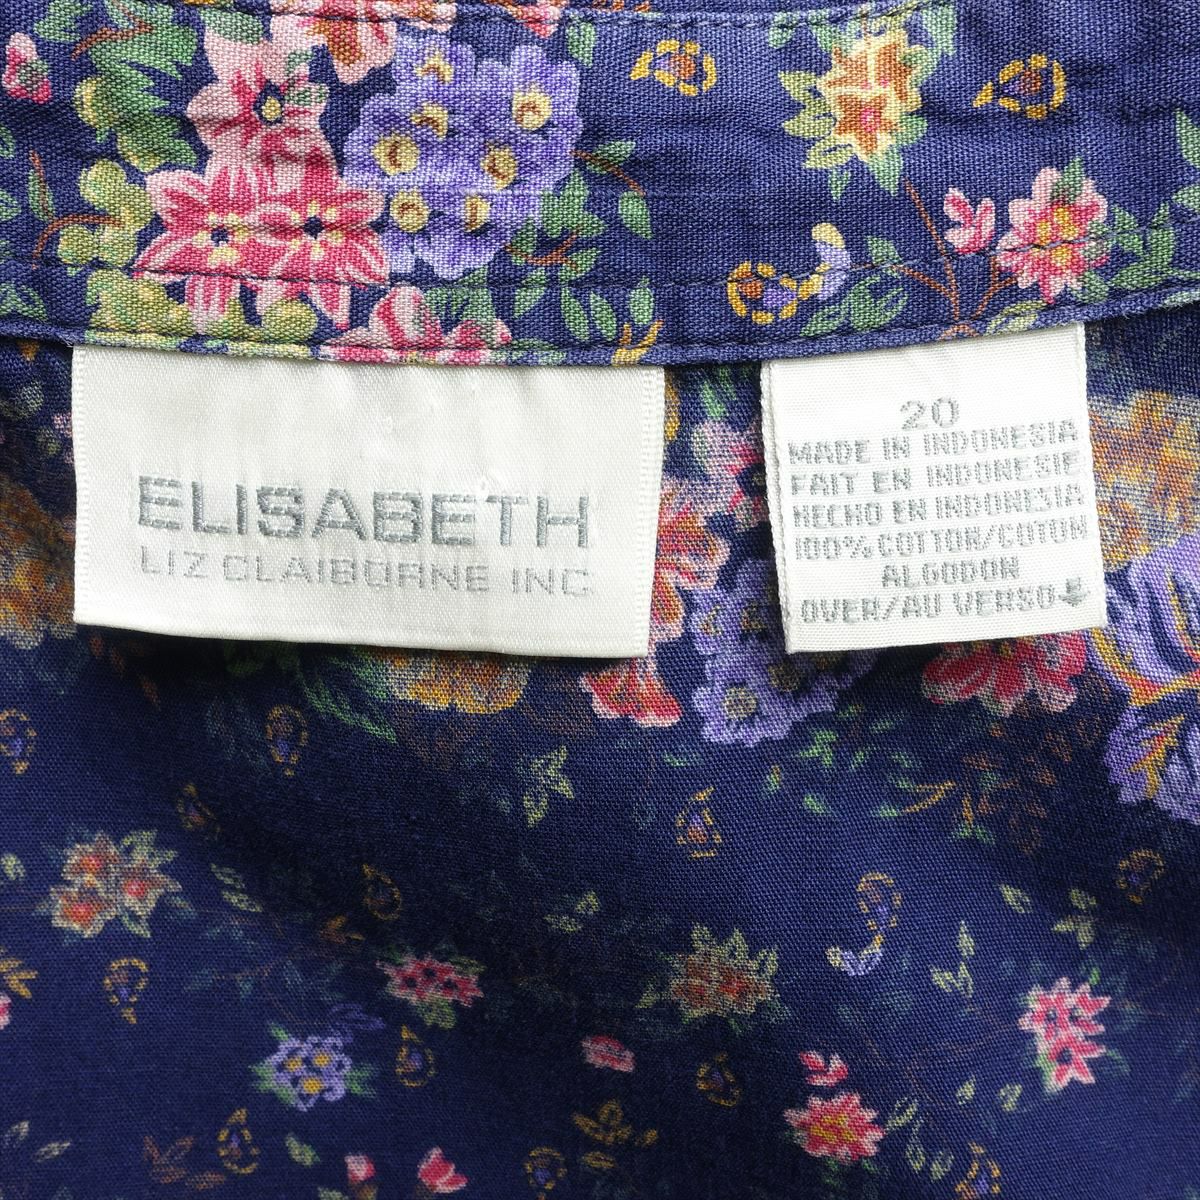 ELISABETH
LIZ CLAIBORNE INC
20
MADE IN INDONESIA
FAIT EN INDONESIE
HECHO EN INDONESIA
100% COTTON/COTON
ALGODON
OVER/AU VERSO